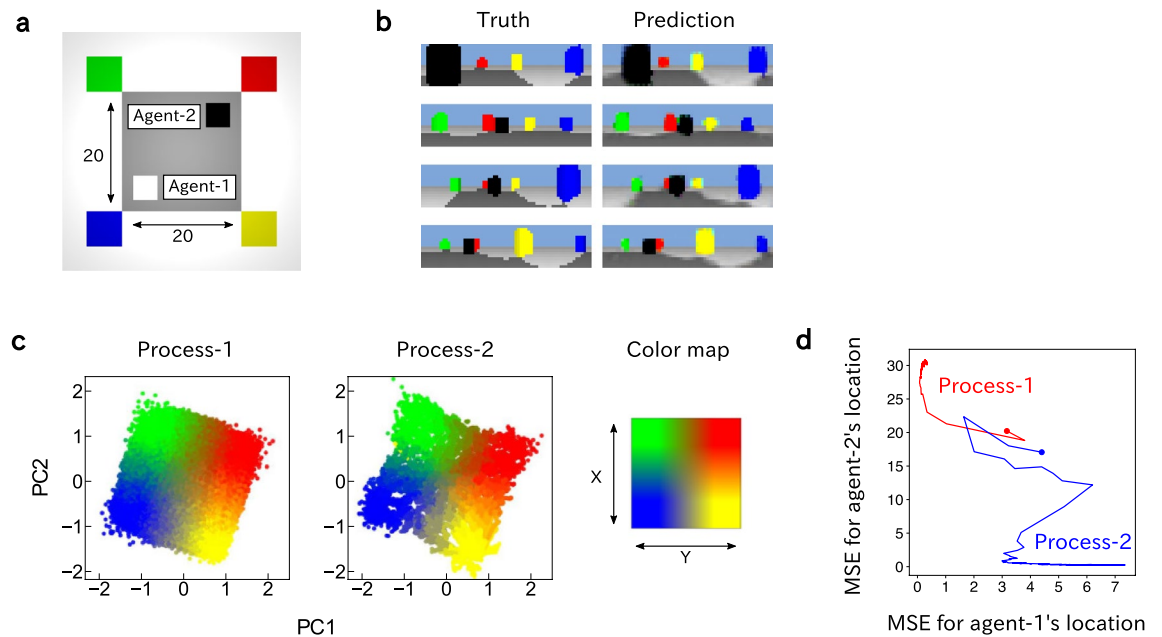 a
Agent-2
20
Agent-1
20
b
Truth
Prediction
c
Process-1
Process-2
Color map
PC2
2
1
0
−1
−2
−2 −1 0 1 2
2
1
0
−1
−2
−2 −1 0 1 2
PC1
X
Y
d
MSE for agent-2's location
30
25
20
15
10
5
0
Process-1
Process-2
0 1 2 3 4 5 6 7
MSE for agent-1's location